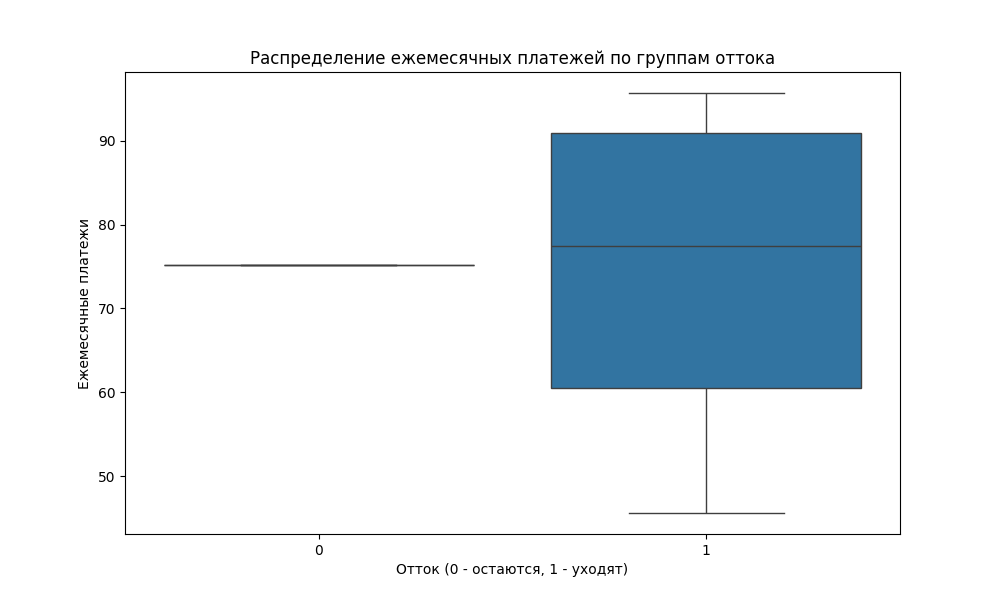 Распределение ежемесячных платежей по группам оттока
Ежемесячные платежи
90
80
70
60
50
0
1
Отток (0 - остаются, 1 - уходят)